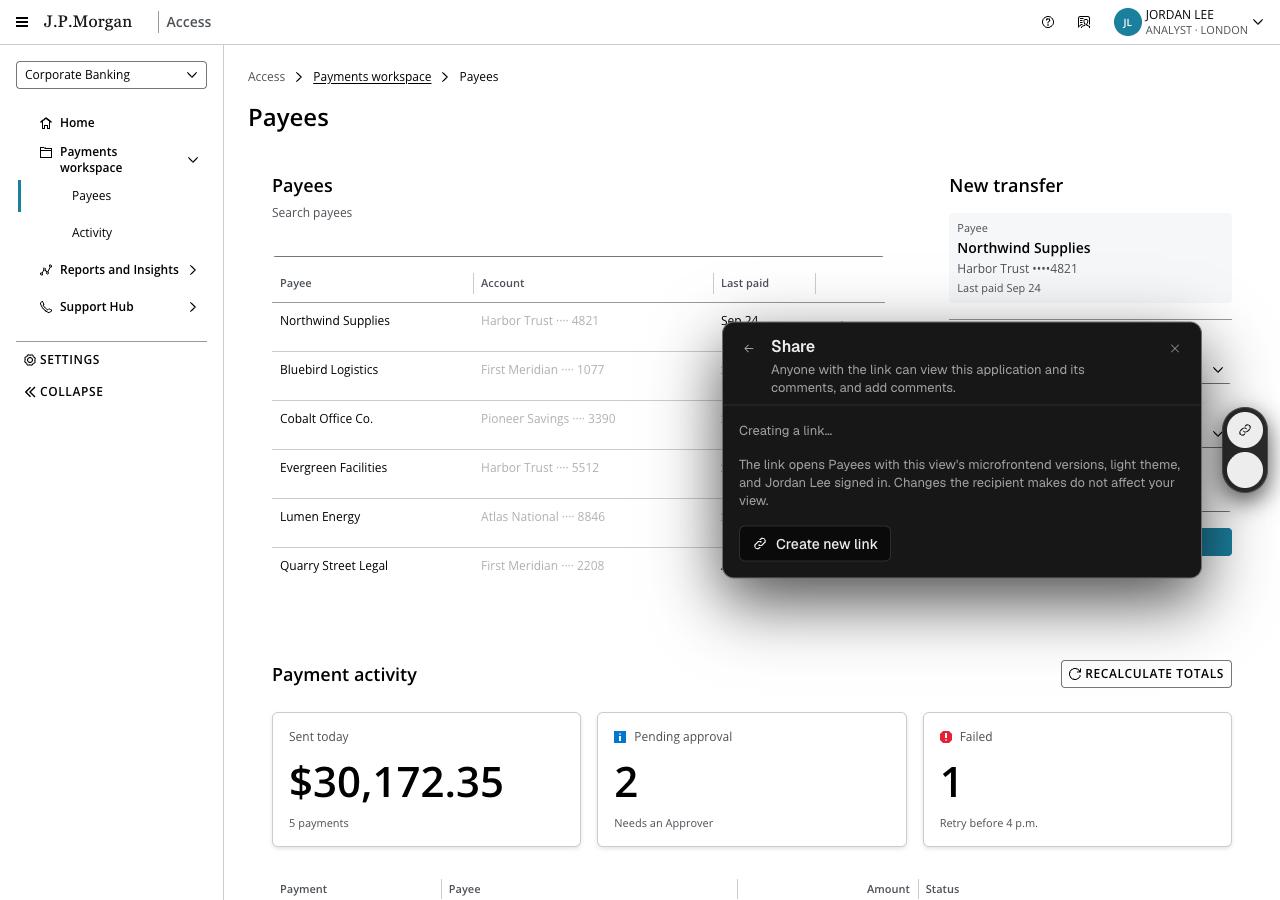 J.P.Morgan
Access
JL
JORDAN LEE
ANALYST · LONDON
Corporate Banking
Home
Payments
workspace
Payees
Activity
Reports and Insights
Support Hub
SETTINGS
COLLAPSE
Access
Payments workspace
Payees
Payees
Payees
Search payees
Payee
Account
Last paid
Northwind Supplies
Harbor Trust ···· 4821
Sep 24
Bluebird Logistics
First Meridian ···· 1077
Cobalt Office Co.
Pioneer Savings ···· 3390
Evergreen Facilities
Harbor Trust ···· 5512
Lumen Energy
Atlas National ···· 8846
Quarry Street Legal
First Meridian ···· 2208
New transfer
Payee
Northwind Supplies
Harbor Trust ••••4821
Last paid Sep 24
Share
Anyone with the link can view this application and its
comments, and add comments.
Creating a link…
The link opens Payees with this view's microfrontend versions, light theme,
and Jordan Lee signed in. Changes the recipient makes do not affect your
view.
Create new link
Payment activity
RECALCULATE TOTALS
Sent today
$30,172.35
5 payments
Pending approval
2
Needs an Approver
Failed
1
Retry before 4 p.m.
Payment
Payee
Amount
Status